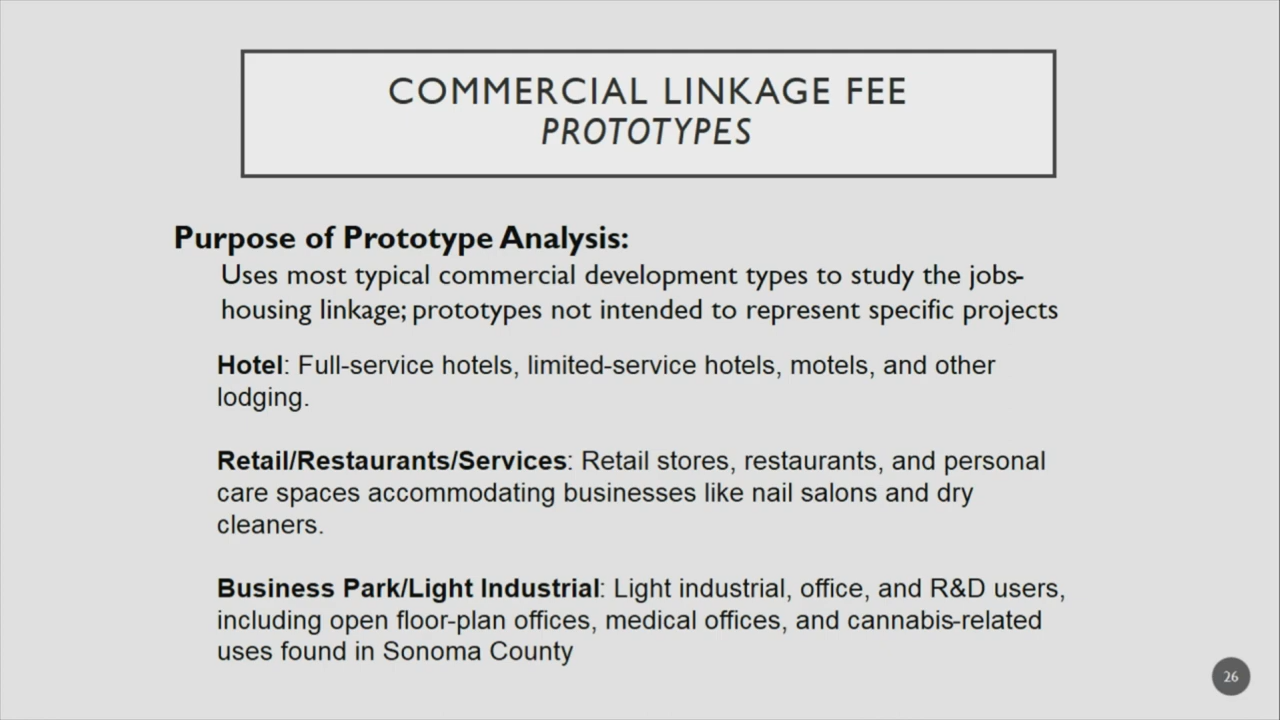 COMMERCIAL LINKAGE FEE
PROTOTYPES
Purpose of Prototype Analysis:
Uses most typical commercial development types to study the jobs-
housing linkage; prototypes not intended to represent specific projects
Hotel: Full-service hotels, limited-service hotels, motels, and other
lodging.
Retail/Restaurants/Services: Retail stores, restaurants, and personal
care spaces accommodating businesses like nail salons and dry
cleaners.
Business Park/Light Industrial: Light industrial, office, and R&D users,
including open floor-plan offices, medical offices, and cannabis-related
uses found in Sonoma County
26